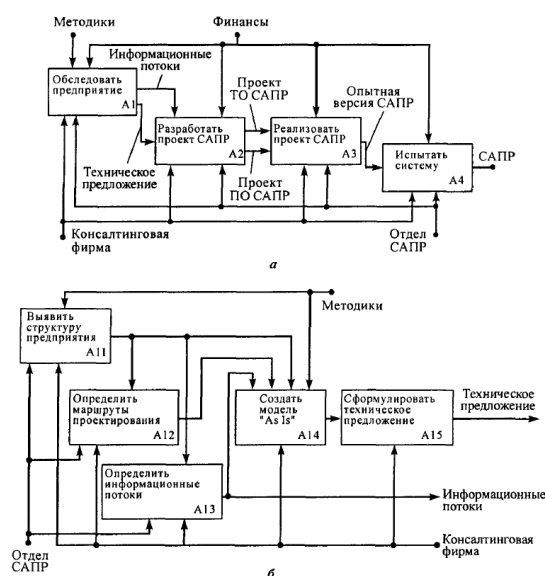 Методики
Финансы
Информационные
потоки
Обследовать
предприятие
А1
Проект
ТО САПР
Опытная
версия САПР
Разработать
проект САПР
А2
Реализовать
проект САПР
А3
Испытать
систему
А4
САПР
Техническое
предложение
Проект
ПО САПР
Консалтинговая
фирма
Отдел
САПР
а
Методики
Выявить
структуру
предприятия
А11
Определить
маршруты
проектирования
А12
Создать
модель
"As Is"
А14
Сформулировать
техническое
предложение
А15
Техническое
предложение
Определить
информационные
потоки
А13
Информационные
потоки
Отдел
САПР
Консалтинговая
фирма
б